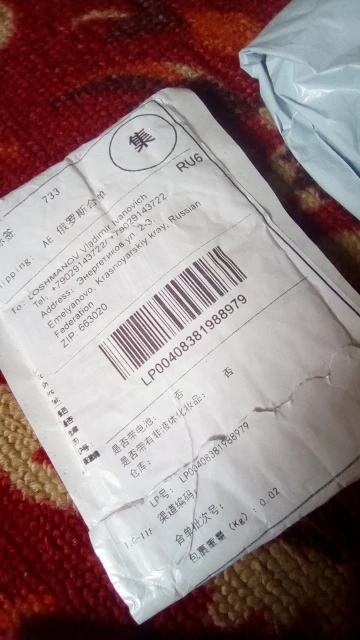 集
733
RU6
AE 俄罗斯合
To: LOSHMANOV Vladimir Ivanovich
Tel: +79029143722/ +79029143722
Address: Энергетиков ул. 2-3
Emelyanovo, Krasnoyarskiy kray, Russian
Federation
ZIP: 663020
LP00408381988979
是否带电池: 否
是否带有非液体化妆品: 否
仓库:
LP号: LP00408381988979
渠道编码:
合单批次号:
包裹重量 (Kg) : 0.02